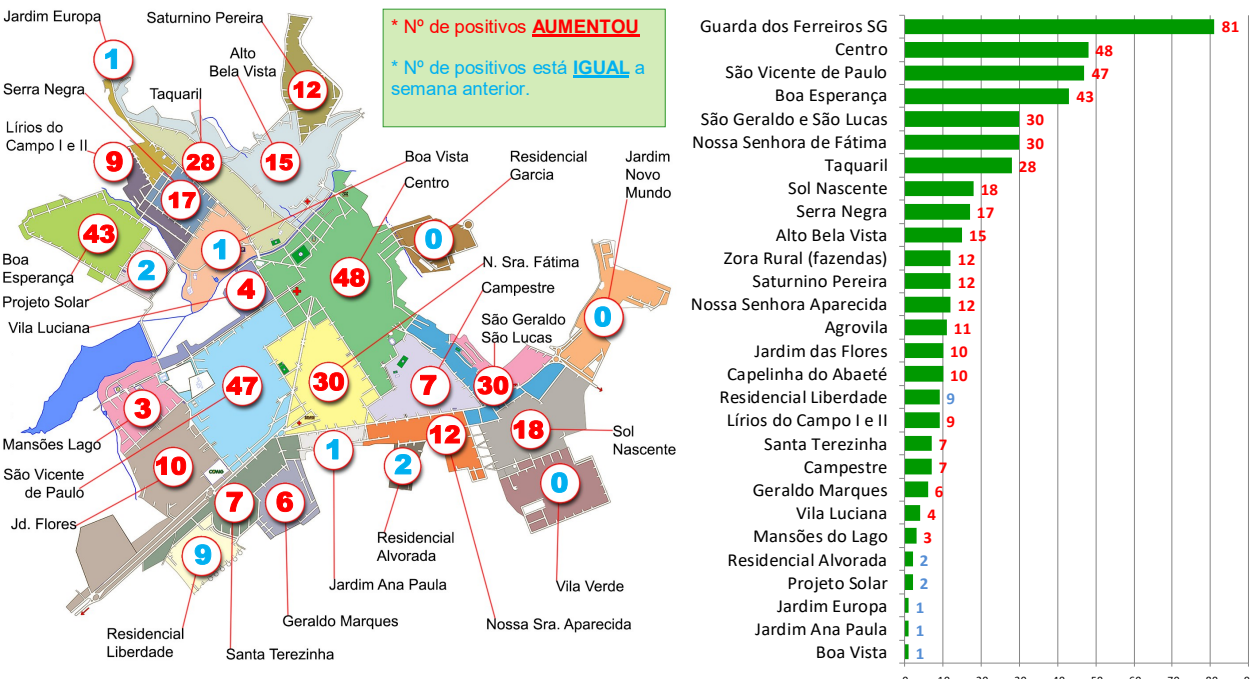 Jardim Europa
Saturnino Pereira
* Nº de positivos AUMENTOU
* Nº de positivos está IGUAL a
semana anterior.
1
Alto
Bela Vista
Serra Negra
Taquaril
12
Lírios do
Campo I e II
9
28
15
Boa Vista
Residencial
Garcia
Jardim
Novo
Mundo
Centro
17
43
1
0
Boa
Esperança
2
N. Sra. Fátima
48
Projeto Solar
4
Campestre
Vila Luciana
São Geraldo
São Lucas
0
47
30
7
30
3
Mansões Lago
12
18
Sol
Nascente
São Vicente
de Paulo
10
1
2
COMIG
0
Jd. Flores
7
6
Residencial
Alvorada
9
Jardim Ana Paula
Vila Verde
Geraldo Marques
Nossa Sra. Aparecida
Residencial
Liberdade
Santa Terezinha
Guarda dos Ferreiros SG 81
Centro 48
São Vicente de Paulo 47
Boa Esperança 43
São Geraldo e São Lucas 30
Nossa Senhora de Fátima 30
Taquaril 28
Sol Nascente 18
Serra Negra 17
Alto Bela Vista 15
Zora Rural (fazendas) 12
Saturnino Pereira 12
Nossa Senhora Aparecida 12
Agrovila 11
Jardim das Flores 10
Capelinha do Abaeté 10
Residencial Liberdade 9
Lírios do Campo I e II 9
Santa Terezinha 7
Campestre 7
Geraldo Marques 6
Vila Luciana 4
Mansões do Lago 3
Residencial Alvorada 2
Projeto Solar 2
Jardim Europa 1
Jardim Ana Paula 1
Boa Vista 1